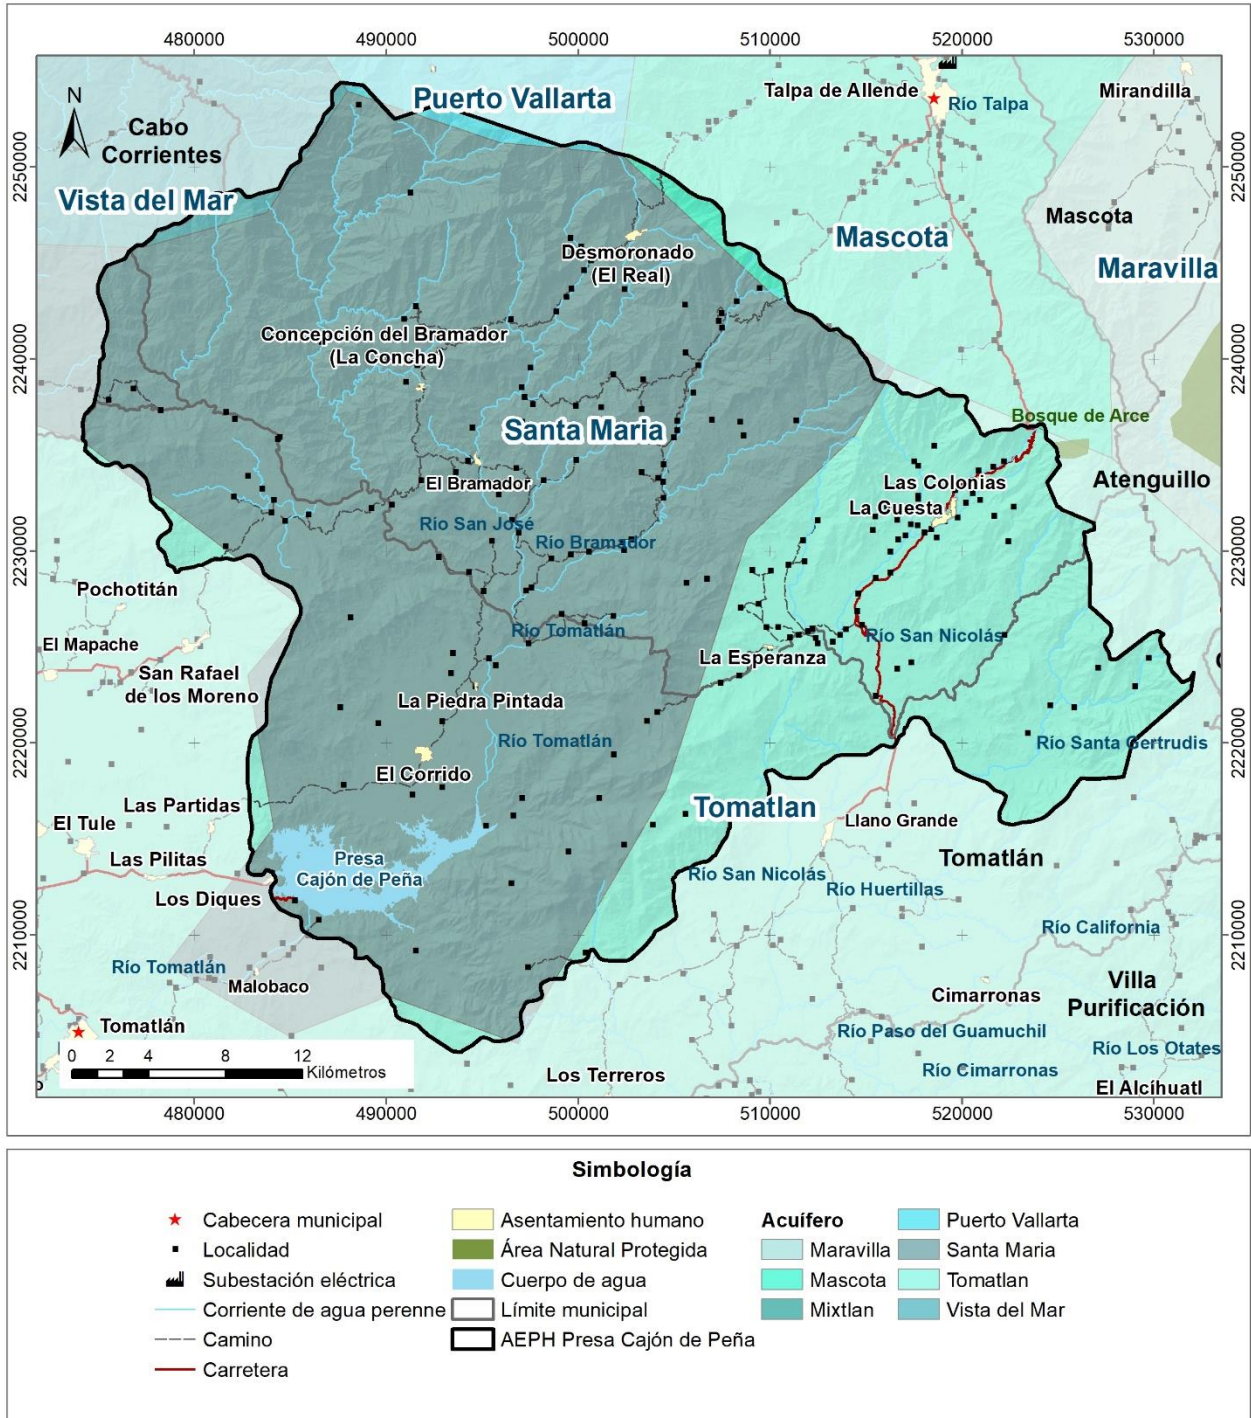 480000
490000
500000
510000
520000
530000
N
Cabo
Corrientes
Puerto Vallarta
Talpa de Allende
Río Talpa
Mirandilla
2250000
2250000
Vista del Mar
Mascota
Mascota
Maravilla
Desmoronado
(El Real)
Concepción del Bramador
(La Concha)
2240000
2240000
Santa Maria
Bosque de Arce
Atenguillo
El Bramador
Las Colonias
La Cuesta
Río San José
Río Bramador
2230000
2230000
Pochotitán
El Mapache
San Rafael
de los Moreno
Río Tomatlán
Río San Nicolás
La Esperanza
La Piedra Pintada
Río Tomatlán
Río Santa Gertrudis
2220000
2220000
El Corrido
Las Partidas
El Tule
Las Pilitas
Tomatlan
Llano Grande
Tomatlán
Presa
Cajón de Peña
Los Diques
Río San Nicolás
Río Huertillas
Río California
2210000
2210000
Río Tomatlán
Malobaco
Cimarronas
Villa
Purificación
Tomatlán
Río Paso del Guamuchil
Río Los Otates
Río Cimarronas
Los Terreros
El Alcíhuatl
0 2 4 8 12
Kilómetros
480000
490000
500000
510000
520000
530000
Simbología
Cabecera municipal
Localidad
Subestación eléctrica
Corriente de agua perenne
Camino
Carretera
Asentamiento humano
Área Natural Protegida
Cuerpo de agua
Límite municipal
AEPH Presa Cajón de Peña
Acuífero
Maravilla
Mascota
Mixtlan
Puerto Vallarta
Santa Maria
Tomatlan
Vista del Mar